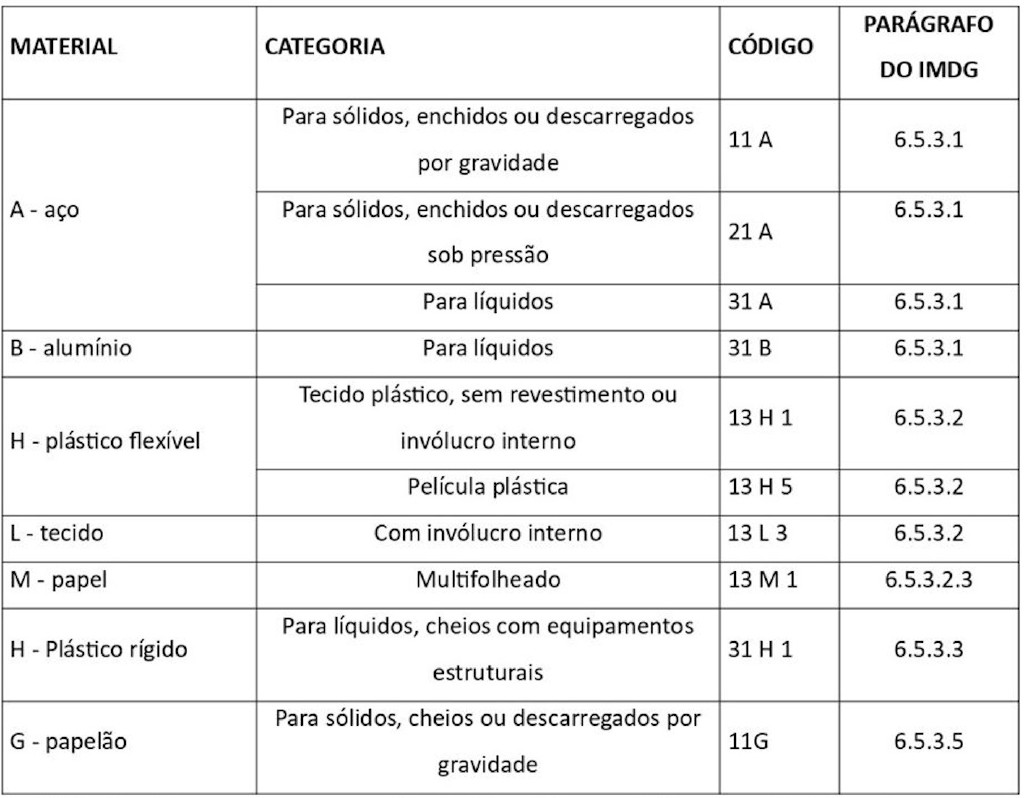 MATERIAL CATEGORIA CÓDIGO PARÁGRAFO
DO IMDG
A - aço
Para sólidos, enchidos ou descarregados
por gravidade
11 A 6.5.3.1
Para sólidos, enchidos ou descarregados
sob pressão
21 A 6.5.3.1
Para líquidos 31 A 6.5.3.1
B - alumínio Para líquidos 31 B 6.5.3.1
H - plástico flexível
Tecido plástico, sem revestimento ou
invólucro interno
13 H 1 6.5.3.2
Película plástica 13 H 5 6.5.3.2
L - tecido Com invólucro interno 13 L 3 6.5.3.2
M - papel Multifolheado 13 M 1 6.5.3.2.3
H - Plástico rígido
Para líquidos, cheios com equipamentos
estruturais
31 H 1 6.5.3.3
G - papelão
Para sólidos, cheios ou descarregados por
gravidade
11G 6.5.3.5